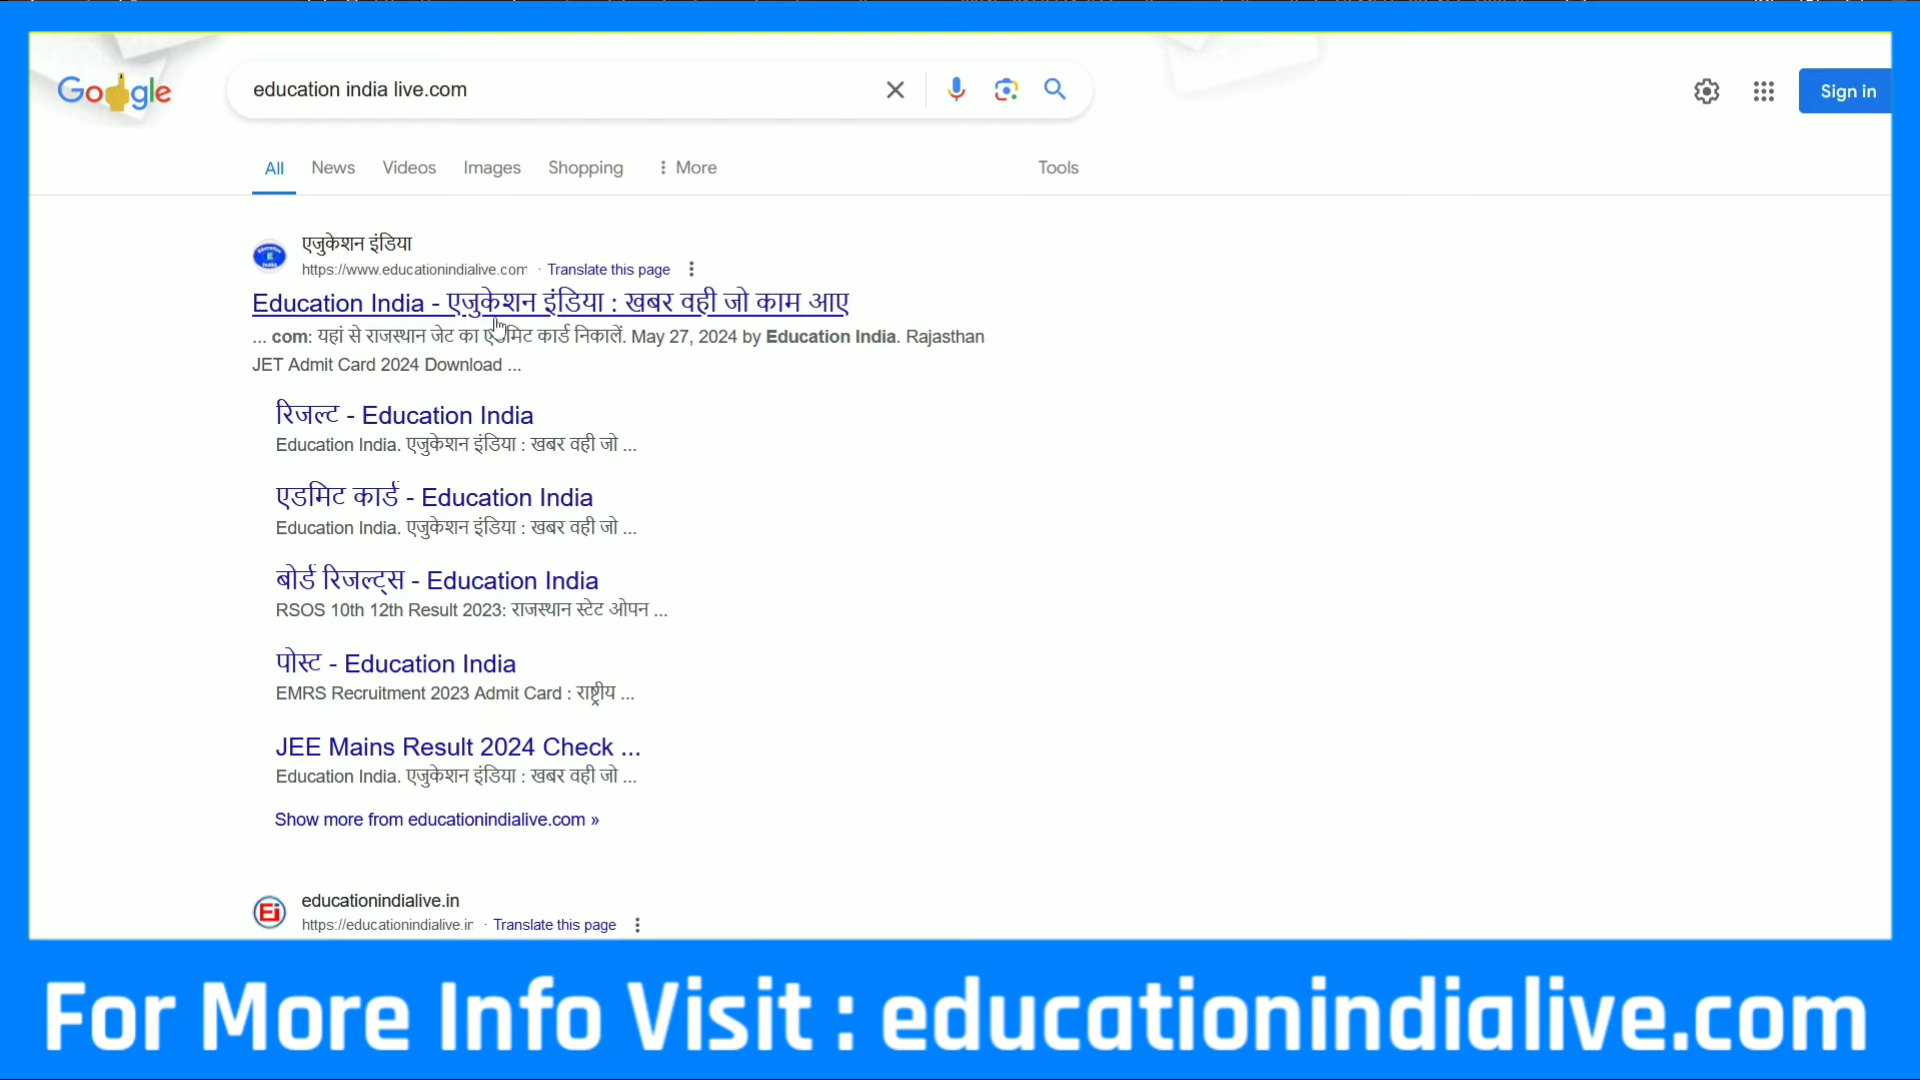 Google
education india live.com
Sign in
All News Videos Images Shopping More Tools
एजुकेशन इंडिया
https://www.educationindialive.com · Translate this page
Education India - एजुकेशन इंडिया : खबर वही जो काम आए
... com: यहां से राजस्थान जेट का एडमिट कार्ड निकालें. May 27, 2024 by Education India. Rajasthan
JET Admit Card 2024 Download ...
रिजल्ट - Education India
Education India. एजुकेशन इंडिया : खबर वही जो ...
एडमिट कार्ड - Education India
Education India. एजुकेशन इंडिया : खबर वही जो ...
बोर्ड रिजल्ट्स - Education India
RSOS 10th 12th Result 2023: राजस्थान स्टेट ओपन ...
पोस्ट - Education India
EMRS Recruitment 2023 Admit Card : राष्ट्रीय ...
JEE Mains Result 2024 Check ...
Education India. एजुकेशन इंडिया : खबर वही जो ...
Show more from educationindialive.com »
Ei
educationindialive.in
https://educationindialive.in · Translate this page
For More Info Visit : educationindialive.com